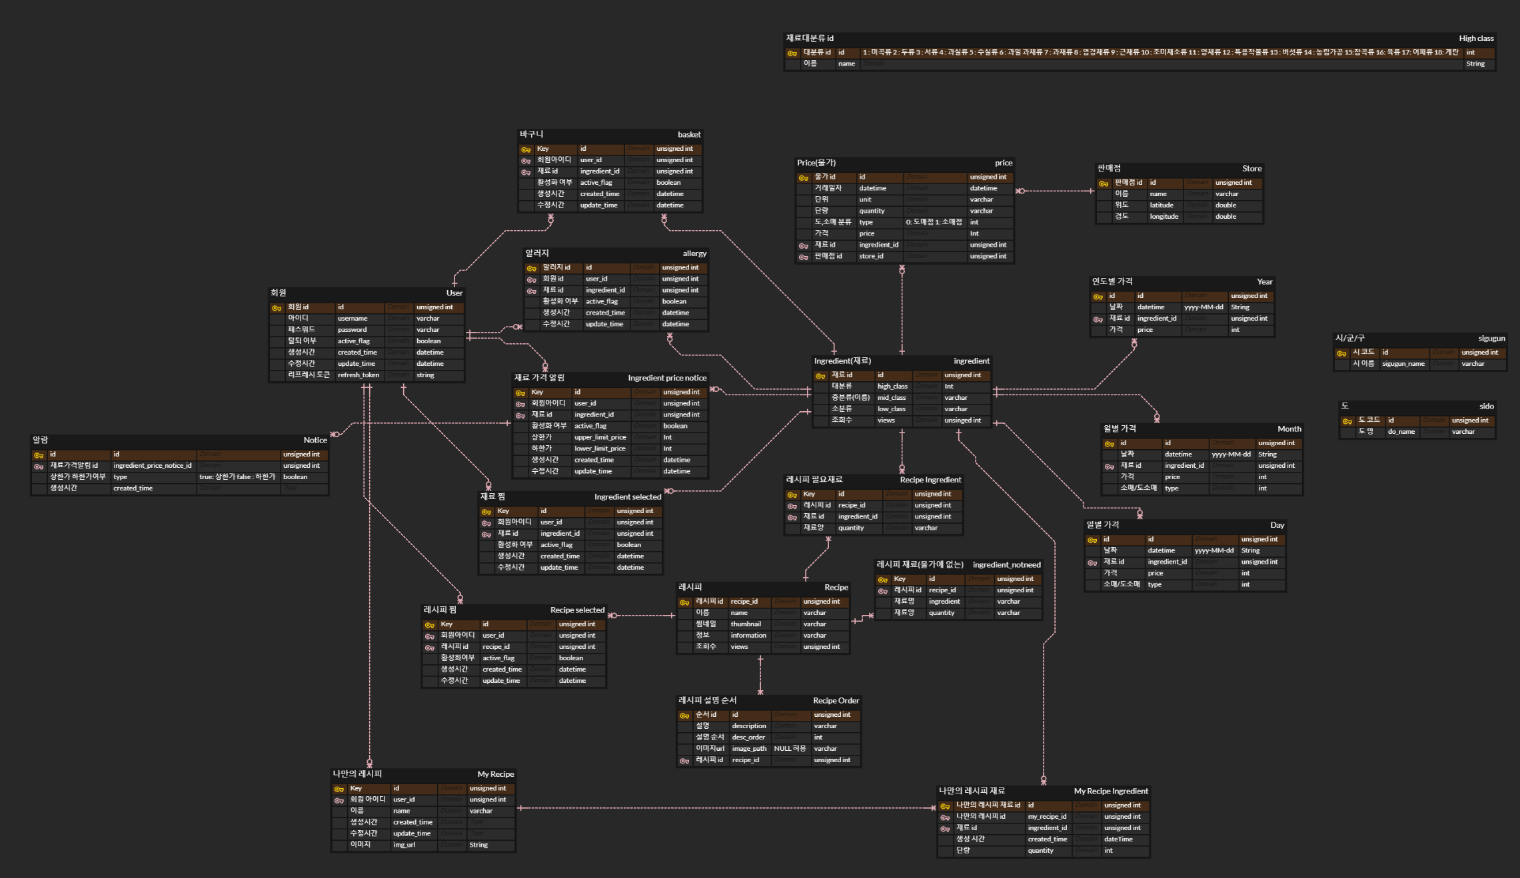 재료대분류 id High class
대분류 id id 1 : 미곡류 2 : 두류 3 : 서류 4 : 과실류 5 : 수실류 6 : 과일 과채류 7 : 과채류 8 : 엽경채류 9 : 근채류 10 : 조미채소류 11 : 양채류 12 : 특용작물류 13 : 버섯류 14 : 농림가공 15:잡곡류 16: 육류 17: 어패류 18: 계란 int
이름 name String
바구니 basket
Key id unsigned int
회원아이디 user_id unsigned int
재료 id ingredient_id unsigned int
활성화 여부 active_flag boolean
생성시간 created_time datetime
수정시간 update_time datetime
Price(물가) price
물가 id id unsigned int
거래일자 datetime datetime
단위 unit varchar
단량 quantity varchar
도,소매 분류 type 0: 도매점 1: 소매점 int
가격 price Int
재료 id ingredient_id unsigned int
판매점 id store_id unsigned int
판매점 Store
판매점 id id unsigned int
이름 name varchar
위도 latitude double
경도 longitude double
알러지 allergy
알러지 id id unsigned int
회원 id user_id unsigned int
재료 id ingredient_id unsigned int
활성화 여부 active_flag boolean
생성시간 created_time datetime
수정시간 update_time datetime
회원 User
회원 id id unsigned int
아이디 username varchar
패스워드 password varchar
탈퇴 여부 active_flag boolean
생성시간 created_time datetime
수정시간 update_time datetime
리프레시 토큰 refresh_token string
연도별 가격 Year
id id unsigned int
날짜 datetime yyyy-MM-dd String
재료 id ingredient_id unsigned int
가격 price int
시/군/구 sigugun
시 코드 id unsigned int
시 이름 sigugun_name varchar
Ingredient(재료) ingredient
재료 id id unsigned int
대분류 high_class Int
중분류(이름) mid_class varchar
소분류 low_class varchar
조회수 views unsigned int
재료 가격 알림 Ingredient price notice
Key id unsigned int
회원아이디 user_id unsigned int
재료 id ingredient_id unsigned int
활성화 여부 active_flag boolean
상한가 upper_limit_price Int
하한가 lower_limit_price Int
생성시간 created_time datetime
수정시간 update_time datetime
도 sido
도 코드 id unsigned int
도 명 do_name varchar
알람 Notice
id id unsigned int
재료가격알림 id ingredient_price_notice_id unsigned int
상한가 하한가여부 type true: 상한가 false : 하한가 boolean
생성시간 created_time
월별 가격 Month
id id unsigned int
날짜 datetime yyyy-MM-dd String
재료 id ingredient_id unsigned int
가격 price int
소매/도소매 type int
레시피 필요재료 Recipe Ingredient
Key id unsigned int
레시피 id recipe_id unsigned int
재료 id ingredient_id unsigned int
재료양 quantity varchar
재료 찜 Ingredient selected
Key id unsigned int
회원아이디 user_id unsigned int
재료 id ingredient_id unsigned int
활성화 여부 active_flag boolean
생성시간 created_time datetime
수정시간 update_time datetime
일별 가격 Day
id id unsigned int
날짜 datetime yyyy-MM-dd String
재료 id ingredient_id unsigned int
가격 price int
소매/도소매 type int
레시피 재료(물가에 없는) ingredient_notneed
Key id unsigned int
레시피 id recipe_id unsigned int
재료명 ingredient varchar
재료양 quantity varchar
레시피 Recipe
레시피 id recipe_id unsigned int
이름 name varchar
썸네일 thumbnail varchar
정보 information varchar
조회수 views unsigned int
레시피 찜 Recipe selected
Key id unsigned int
회원아이디 user_id unsigned int
레시피 id recipe_id unsigned int
활성화여부 active_flag boolean
생성시간 created_time datetime
수정시간 update_time datetime
레시피 설명 순서 Recipe Order
순서 id id unsigned int
설명 description varchar
설명 순서 desc_order int
이미지url image_path NULL 허용 varchar
레시피 id recipe_id unsigned int
나만의 레시피 My Recipe
Key id unsigned int
회원 아이디 user_id unsigned int
이름 name varchar
생성시간 created_time
수정시간 update_time
이미지 img_url String
나만의 레시피 재료 My Recipe Ingredient
나만의 레시피 재료 id id unsigned int
나만의 레시피 id my_recipe_id unsigned int
재료 id ingredient_id unsigned int
생성 시간 created_time dateTime
단량 quantity int